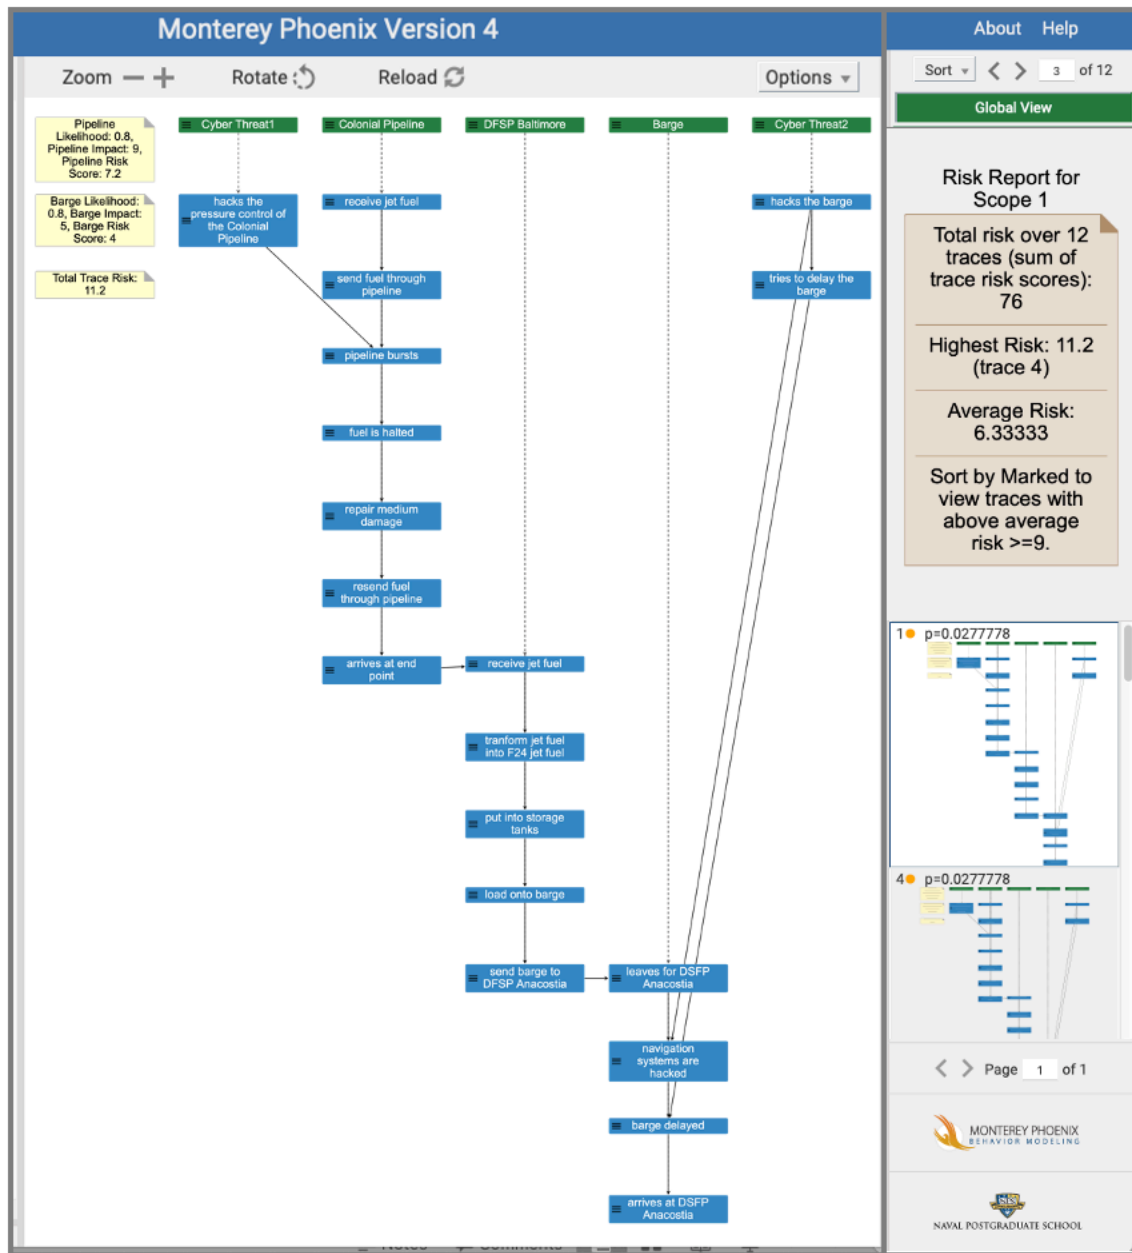 Monterey Phoenix Version 4
About Help
Zoom
Rotate
Reload
Options
Sort
3 of 12
Global View
Pipeline
Likelihood: 0.8,
Pipeline Impact: 9,
Pipeline Risk
Score: 7.2
Cyber Threat1
Colonial Pipeline
DFSP Baltimore
Barge
Cyber Threat2
Barge Likelihood:
0.8, Barge Impact:
5, Barge Risk
Score: 4
hacks the
pressure control of
the Colonial
Pipeline
receive jet fuel
hacks the barge
Total Trace Risk:
11.2
send fuel through
pipeline
tries to delay the
barge
pipeline bursts
fuel is halted
repair medium
damage
resend fuel
through pipeline
arrives at end
point
receive jet fuel
tranform jet fuel
into F24 jet fuel
put into storage
tanks
load onto barge
send barge to
DFSP Anacostia
leaves for DSFP
Anacostia
navigation
systems are
hacked
barge delayed
arrives at DSFP
Anacostia
Risk Report for
Scope 1
Total risk over 12
traces (sum of
trace risk scores):
76
Highest Risk: 11.2
(trace 4)
Average Risk:
6.33333
Sort by Marked to
view traces with
above average
risk >=9.
1 p=0.0277778
4 p=0.0277778
Page 1 of 1
MONTEREY PHOENIX
BEHAVIOR MODELING
NAVAL POSTGRADUATE SCHOOL